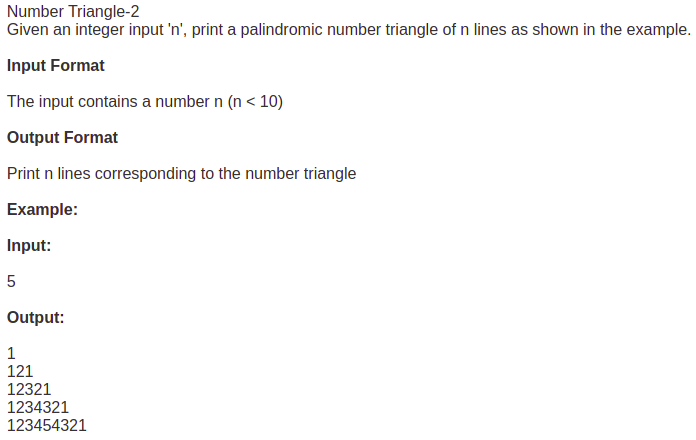 Number Triangle-2
Given an integer input 'n', print a palindromic number triangle of n lines as shown in the example.
Input Format
The input contains a number n (n < 10)
Output Format
Print n lines corresponding to the number triangle
Example:
Input:
5
Output:
1
121
12321
1234321
123454321